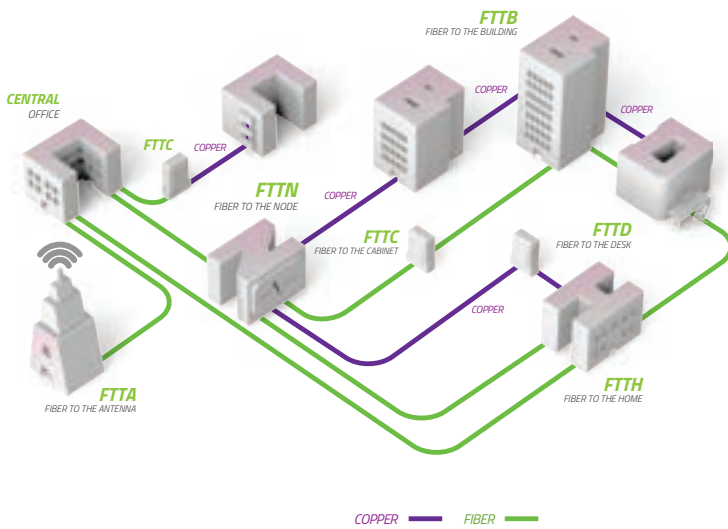 FTTB
FIBER TO THE BUILDING
CENTRAL
OFFICE
COPPER
COPPER
FTTC
COPPER
FTTN
FIBER TO THE NODE
COPPER
FTTC
FIBER TO THE CABINET
FTTD
FIBER TO THE DESK
COPPER
FTTA
FIBER TO THE ANTENNA
FTTH
FIBER TO THE HOME
COPPER
FIBER